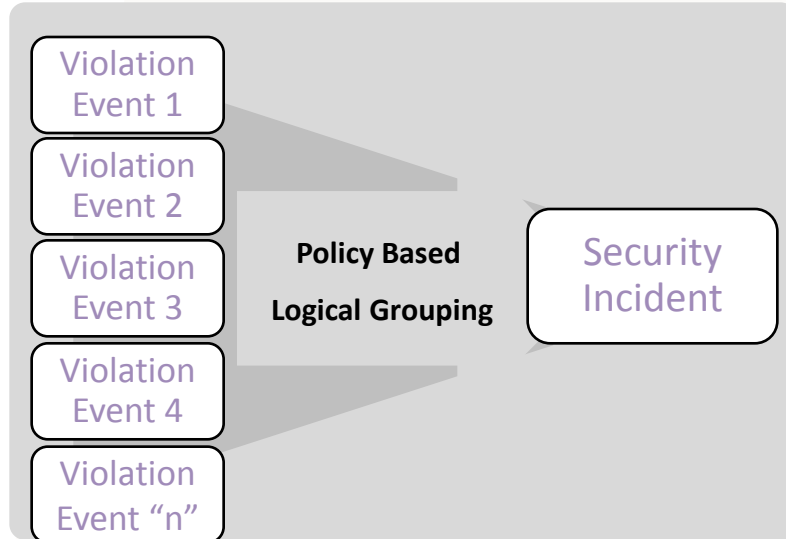 Violation
Event 1
Violation
Event 2
Violation
Event 3
Violation
Event 4
Violation
Event “n”
Policy Based
Logical Grouping
Security
Incident